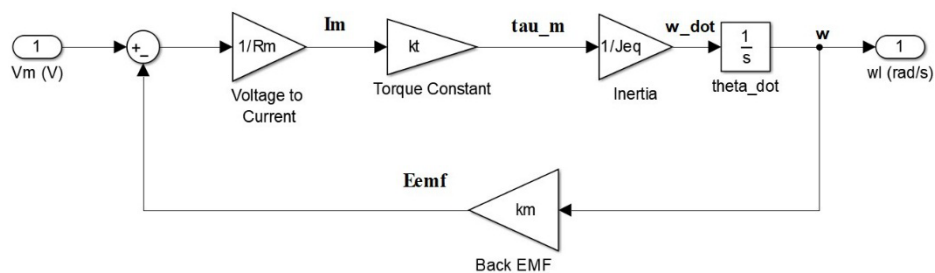 Im
tau_m
w_dot
w
1
Vm (V)
+
_
1/Rm
Voltage to
Current
kt
Torque Constant
1/Jeq
Inertia
1
s
theta_dot
1
wl (rad/s)
Eemf
km
Back EMF